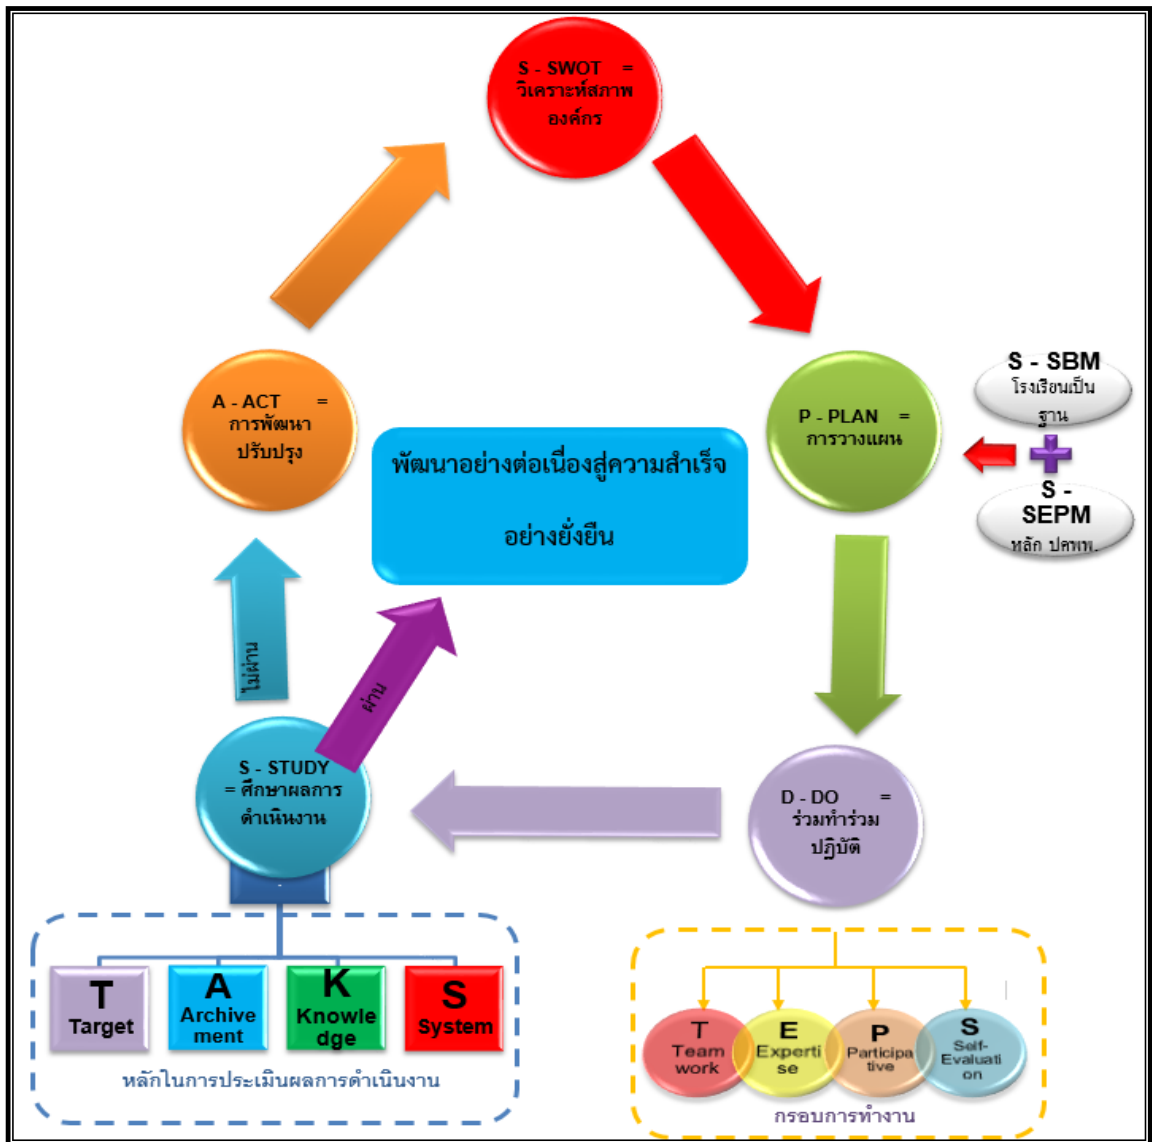 S - SWOT =
วิเคราะห์สภาพ
องค์กร
A - ACT =
การพัฒนา
ปรับปรุง
P - PLAN =
การวางแผน
S - SBM
โรงเรียนเป็น
ฐาน
S -
SEPM
หลัก ปศพพ.
พัฒนาอย่างต่อเนื่องสู่ความสำเร็จ
อย่างยั่งยืน
ไม่ผ่าน
ผ่าน
S - STUDY
= ศึกษาผลการ
ดำเนินงาน
D - DO =
ร่วมทำร่วม
ปฏิบัติ
T
Target
A
Archive
ment
K
Knowle
dge
S
System
หลักในการประเมินผลการดำเนินงาน
T
Team
work
E
Experti
se
P
Participa
tive
S
Self-
Evaluati
on
กรอบการทำงาน